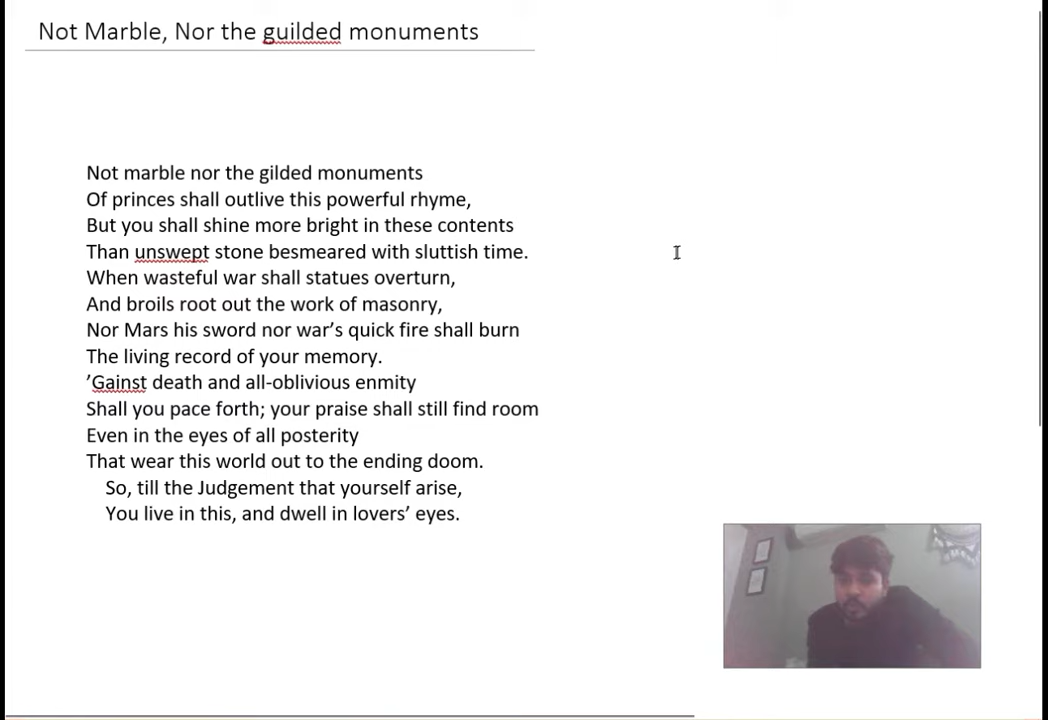 Not Marble, Nor the guilded monuments
Not marble nor the gilded monuments
Of princes shall outlive this powerful rhyme,
But you shall shine more bright in these contents
Than unswept stone besmeared with sluttish time.
When wasteful war shall statues overturn,
And broils root out the work of masonry,
Nor Mars his sword nor war’s quick fire shall burn
The living record of your memory.
’Gainst death and all-oblivious enmity
Shall you pace forth; your praise shall still find room
Even in the eyes of all posterity
That wear this world out to the ending doom.
So, till the Judgement that yourself arise,
You live in this, and dwell in lovers’ eyes.